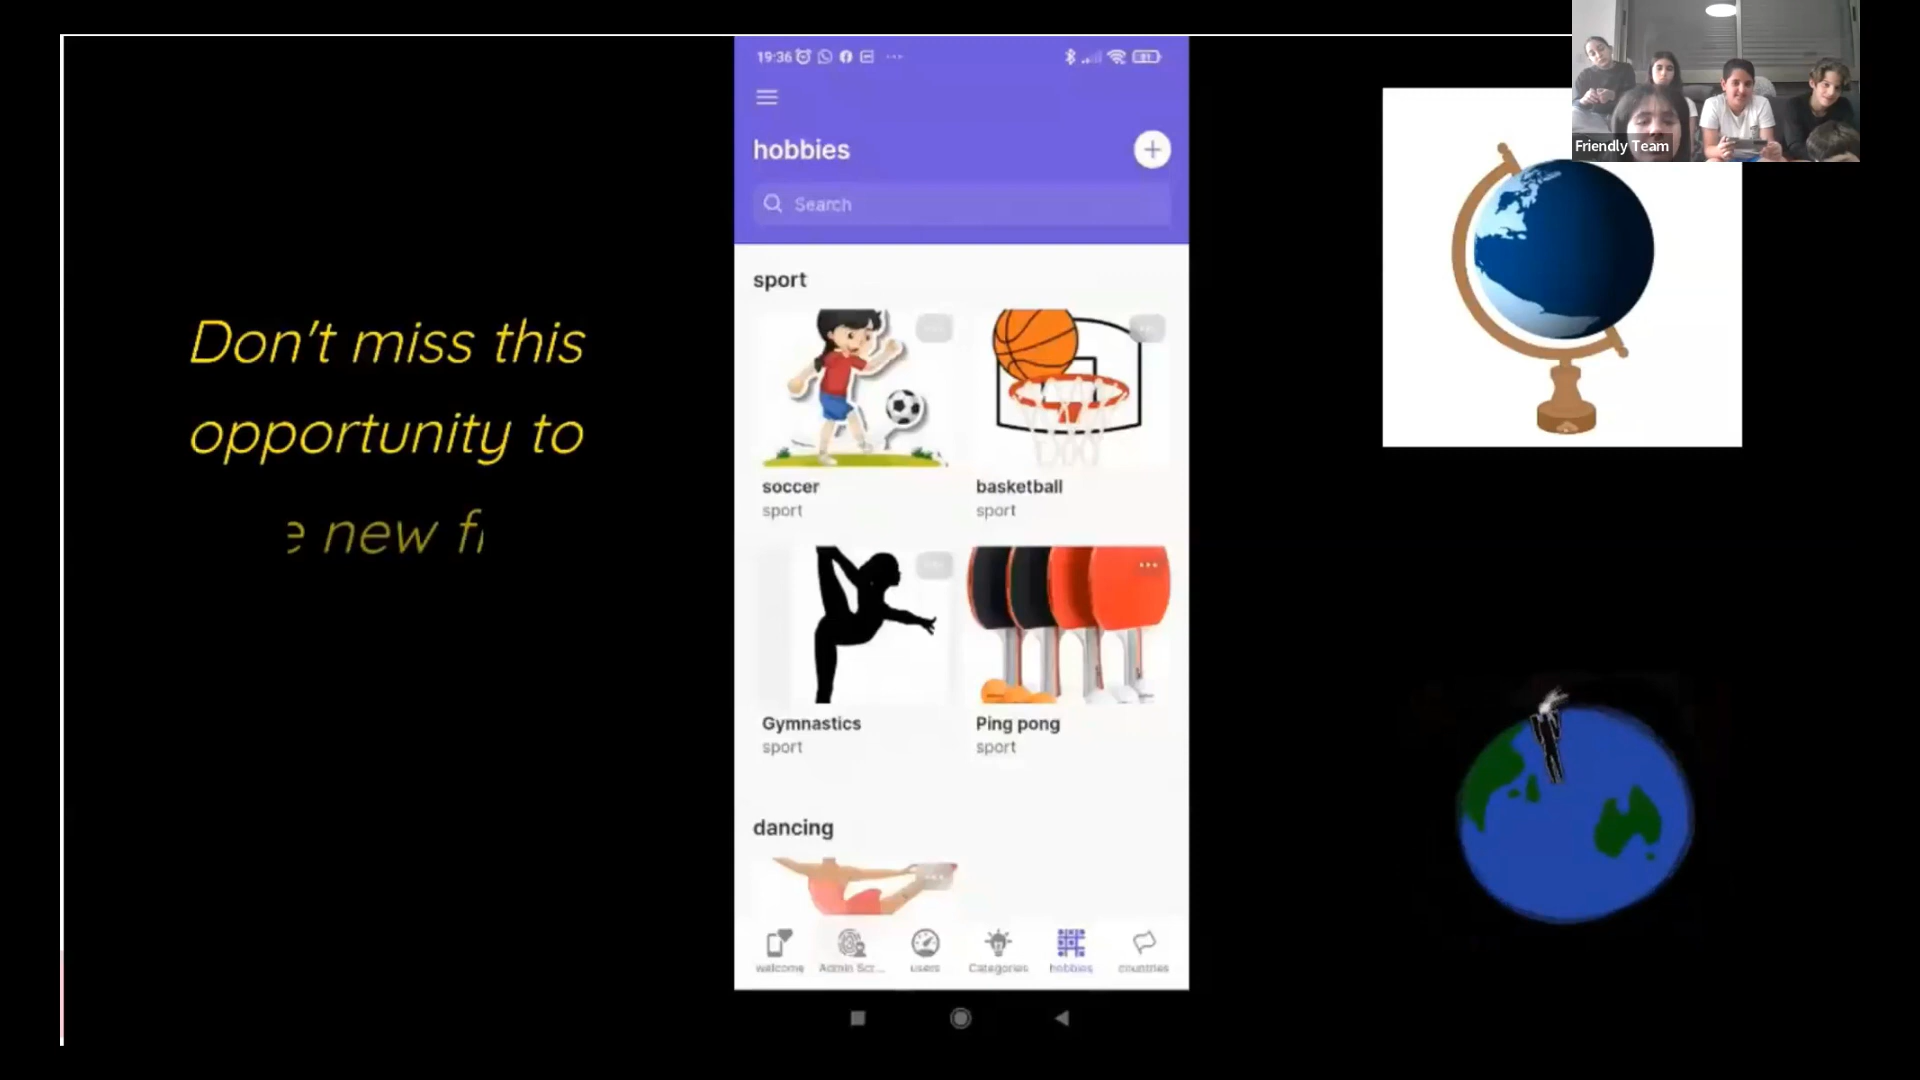 Don't miss this
opportunity to
e new fi
19:36
hobbies
Search
sport
soccer
sport
basketball
sport
Gymnastics
sport
Ping pong
sport
dancing
welcome
Admin Scr...
users
Categories
hobbies
countries
Friendly Team